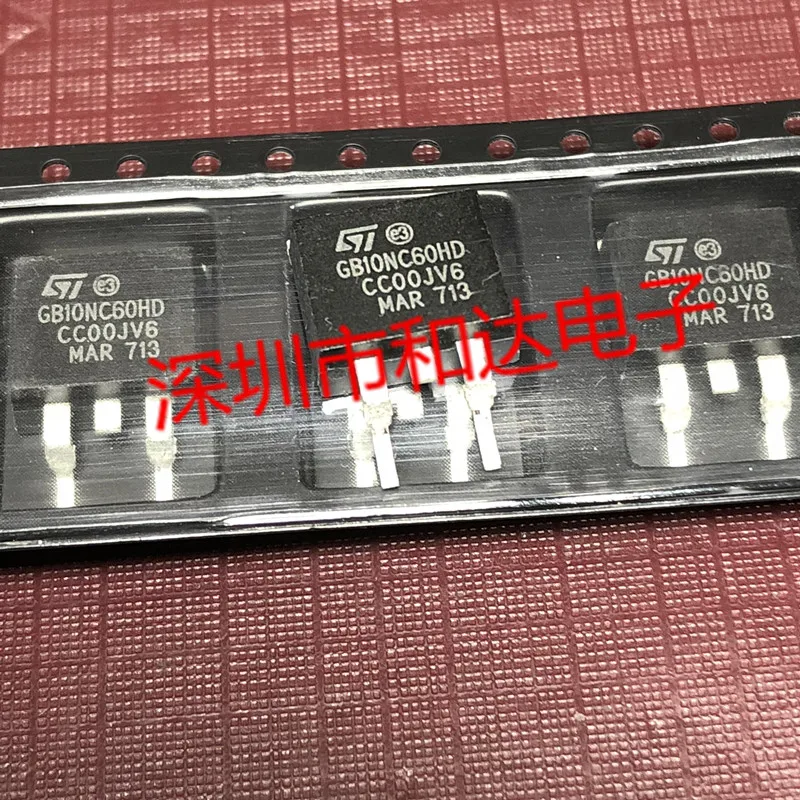 ST e3
GB10NC60HD
CC00JV6
MAR 713
ST e3
GB10NC60HD
CC00JV6
MAR 713
ST e3
GB10NC60HD
CC00JV6
MAR 713
深圳市和达电子